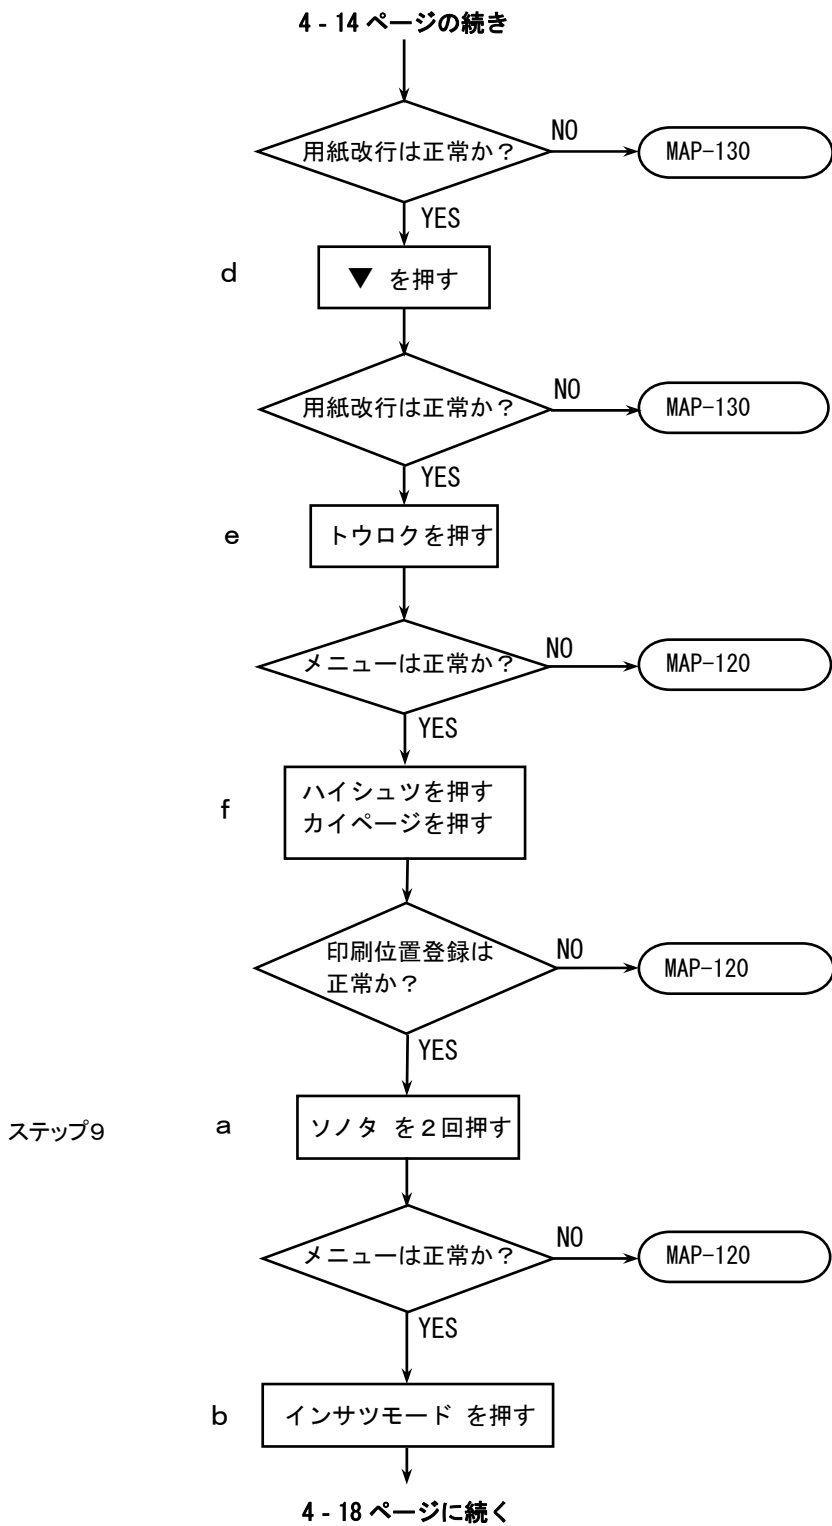 4 - 14 ページの続き
用紙改行は正常か？
NO
MAP-130
YES
d
▼ を押す
用紙改行は正常か？
NO
MAP-130
YES
e
トウロクを押す
メニューは正常か？
NO
MAP-120
YES
f
ハイシュツを押す
カイページを押す
印刷位置登録は
正常か？
NO
MAP-120
YES
ステップ9
a
ソノタ を２回押す
メニューは正常か？
NO
MAP-120
YES
b
インサツモード を押す
4 - 18 ページに続く